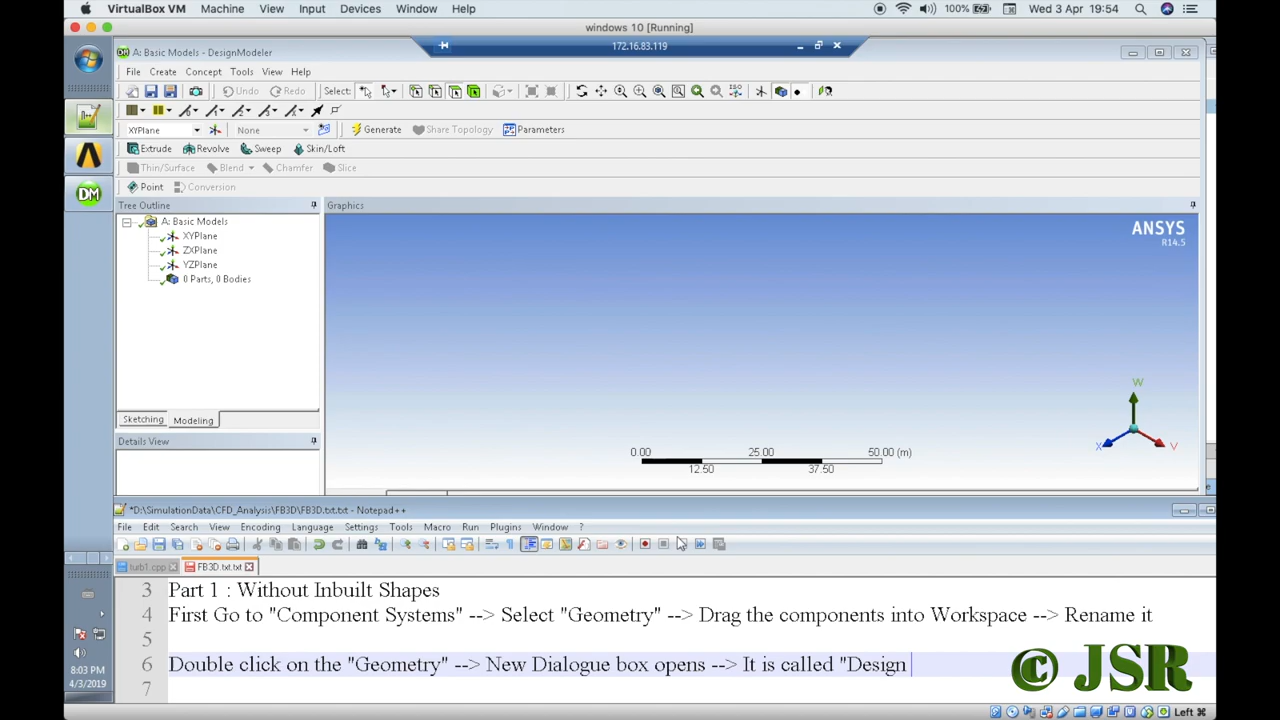 VirtualBox VM Machine View Input Devices Window Help 100% Wed 3 Apr 19:54
windows 10 [Running]
DM A: Basic Models - DesignModeler
172.16.83.119
File Create Concept Tools View Help
Undo Redo Select: ISO
XYPlane None Generate Share Topology Parameters
Extrude Revolve Sweep Skin/Loft
Thin/Surface Blend Chamfer Slice
Point Conversion
Tree Outline
Graphics
A: Basic Models
XYPlane
ZXPlane
YZPlane
0 Parts, 0 Bodies
ANSYS
R14.5
W
X
V
DM
Sketching Modeling
Details View
0.00 25.00 50.00 (m)
12.50 37.50
*D:\SimulationData\CFD_Analysis\FB3D\FB3D.txt.txt - Notepad++
File Edit Search View Encoding Language Settings Tools Macro Run Plugins Window ?
turb1.cpp FB3D.txt.txt
3 Part 1 : Without Inbuilt Shapes
4 First Go to "Component Systems" --> Select "Geometry" --> Drag the components into Workspace --> Rename it
5
6 Double click on the "Geometry" --> New Dialogue box opens --> It is called "Design
7
8:03 PM
4/3/2019
© JSR
Left ⌘